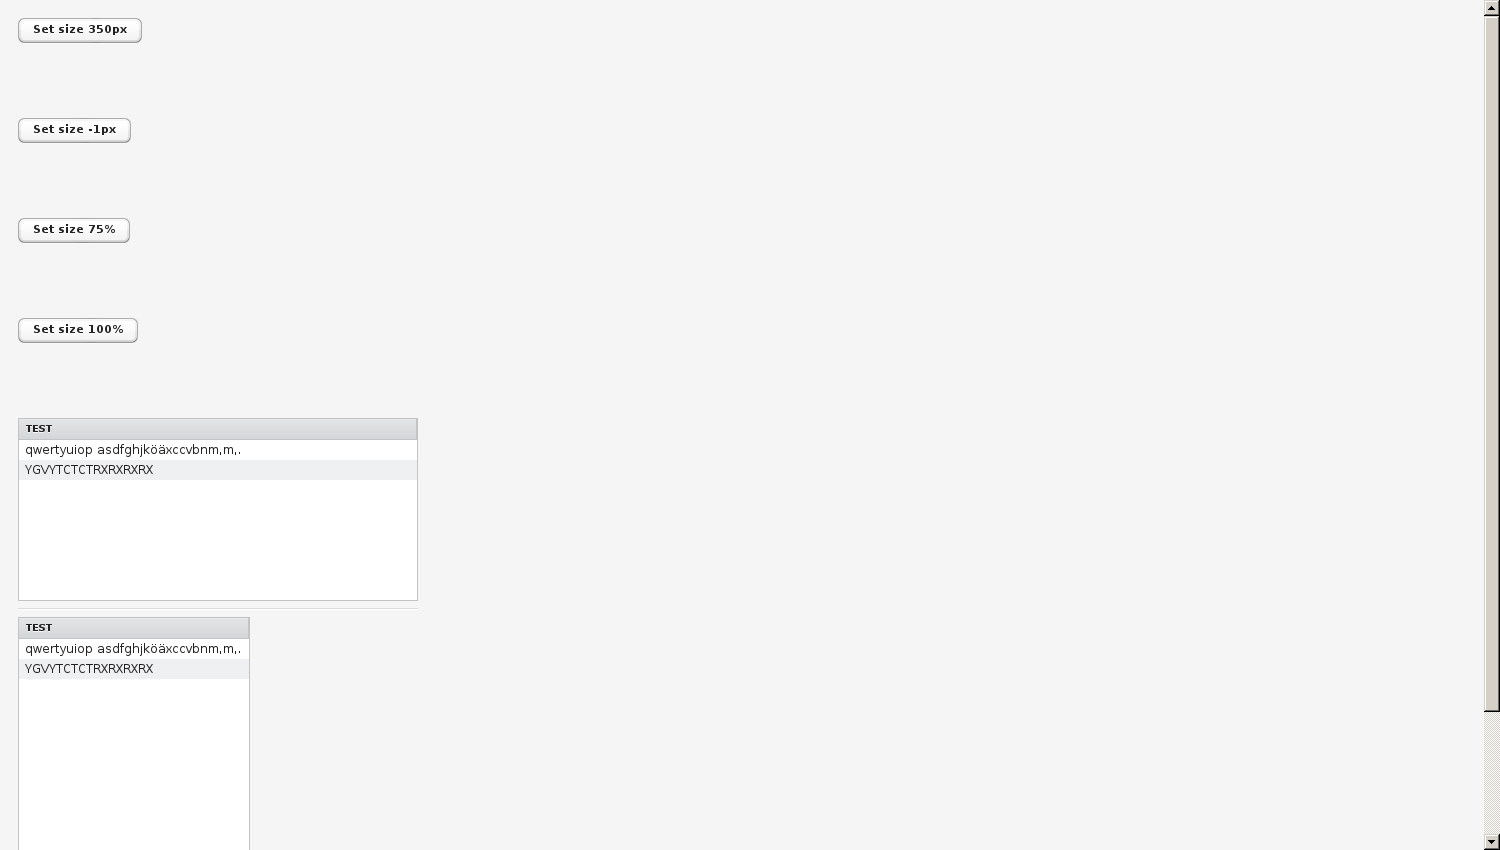 Set size 350px
Set size -1px
Set size 75%
Set size 100%
TEST
qwertyuiop asdfghjköäxccvbnm,m,.
YGVYTCTCTRXRXRXRX
TEST
qwertyuiop asdfghjköäxccvbnm,m,.
YGVYTCTCTRXRXRXRX